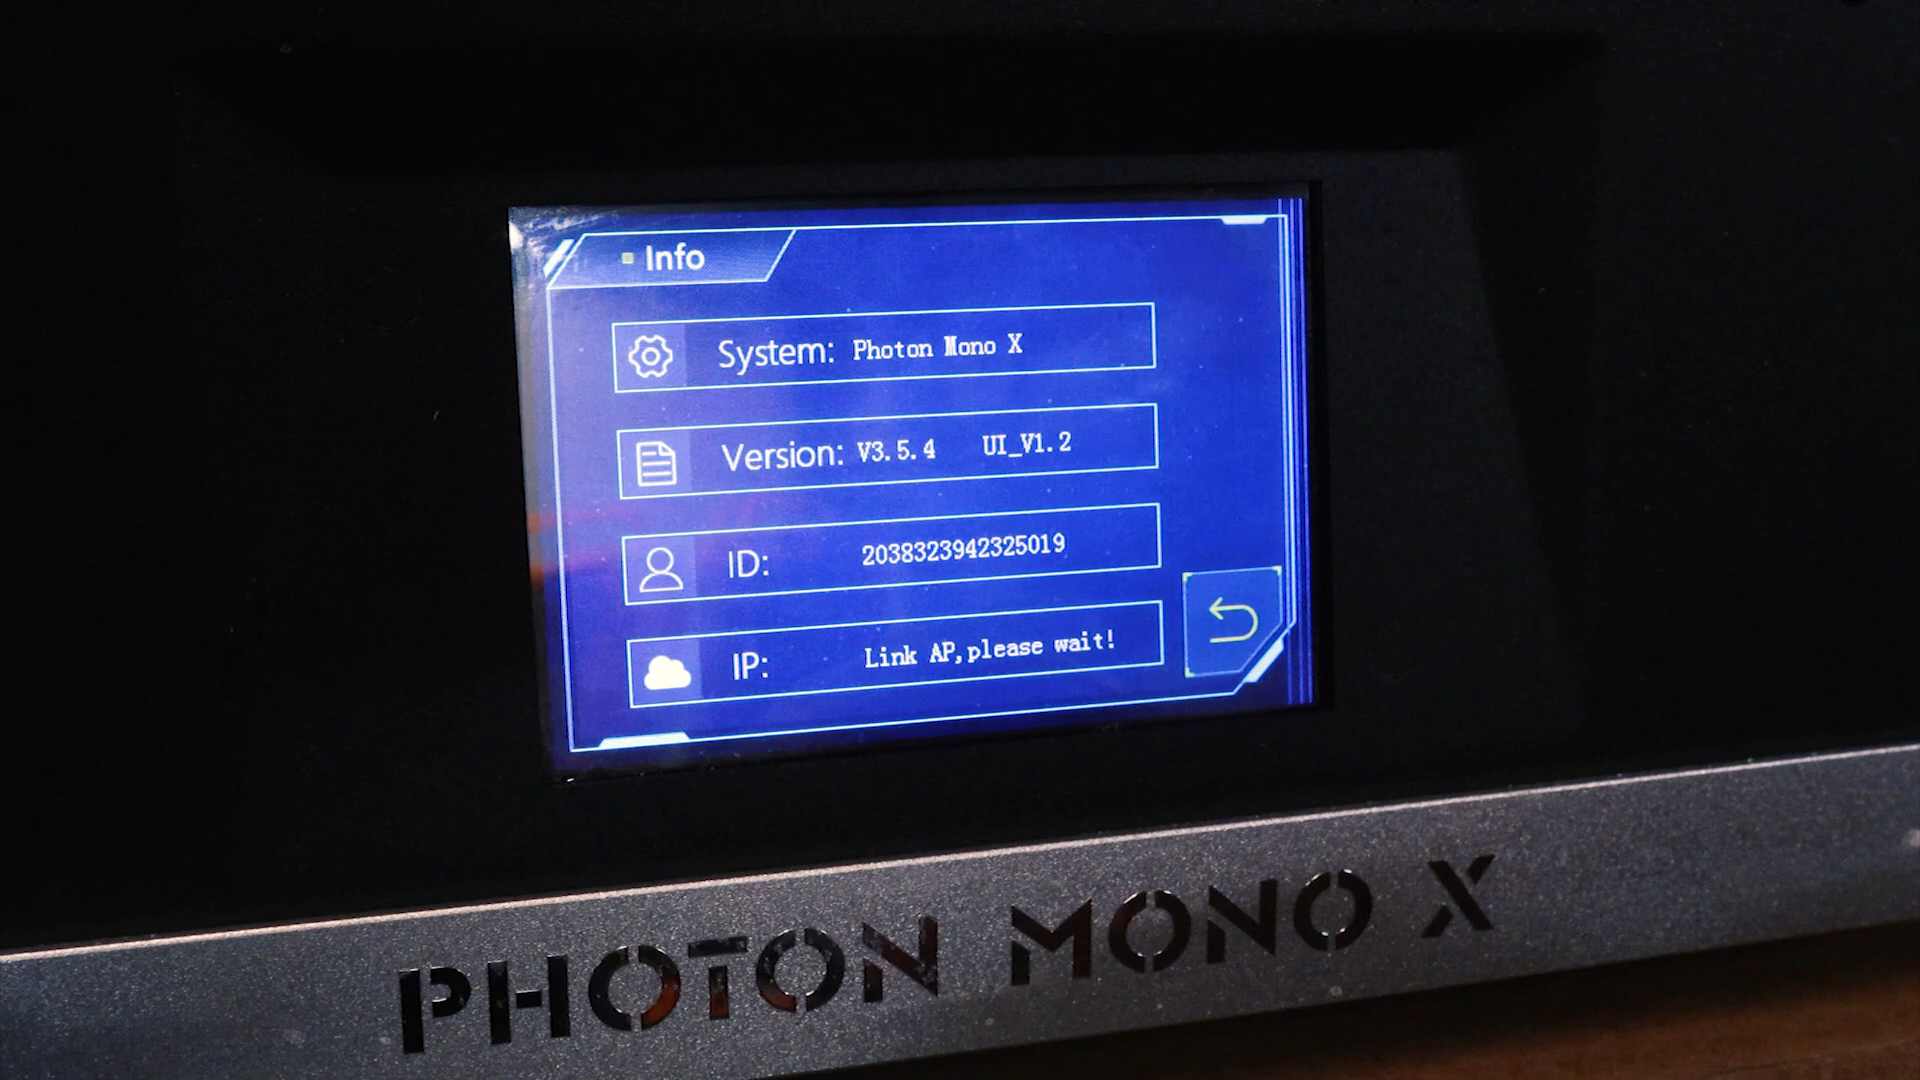 Info
System: Photon Mono X
Version: V3.5.4 UI_V1.2
ID: 2038323942325019
IP: Link AP,please wait!
PHOTON MONO X